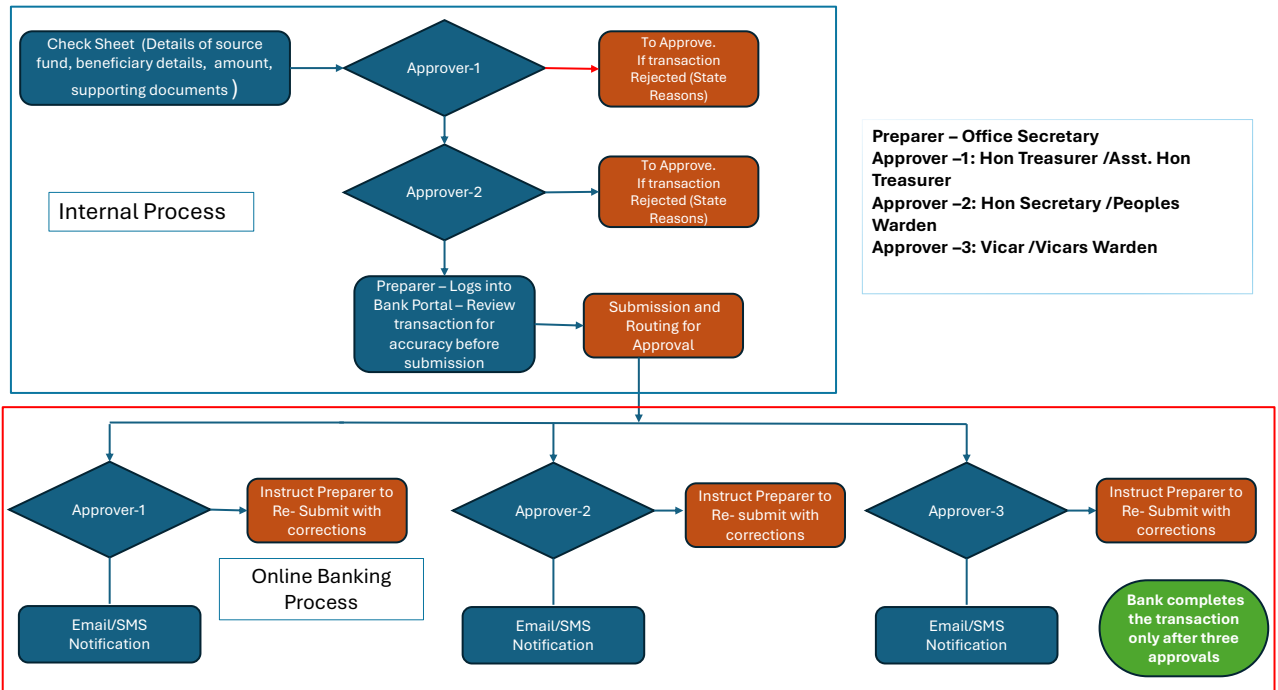 Check Sheet (Details of source
fund, beneficiary details, amount,
supporting documents )
Approver-1
To Approve.
If transaction
Rejected (State
Reasons)
Approver-2
To Approve.
If transaction
Rejected (State
Reasons)
Internal Process
Preparer – Logs into
Bank Portal – Review
transaction for
accuracy before
submission
Submission and
Routing for
Approval
Preparer – Office Secretary
Approver –1: Hon Treasurer /Asst. Hon
Treasurer
Approver –2: Hon Secretary /Peoples
Warden
Approver –3: Vicar /Vicars Warden
Approver-1
Instruct Preparer to
Re- Submit with
corrections
Approver-2
Instruct Preparer to
Re- submit with
corrections
Approver-3
Instruct Preparer to
Re- Submit with
corrections
Online Banking
Process
Email/SMS
Notification
Email/SMS
Notification
Email/SMS
Notification
Bank completes
the transaction
only after three
approvals